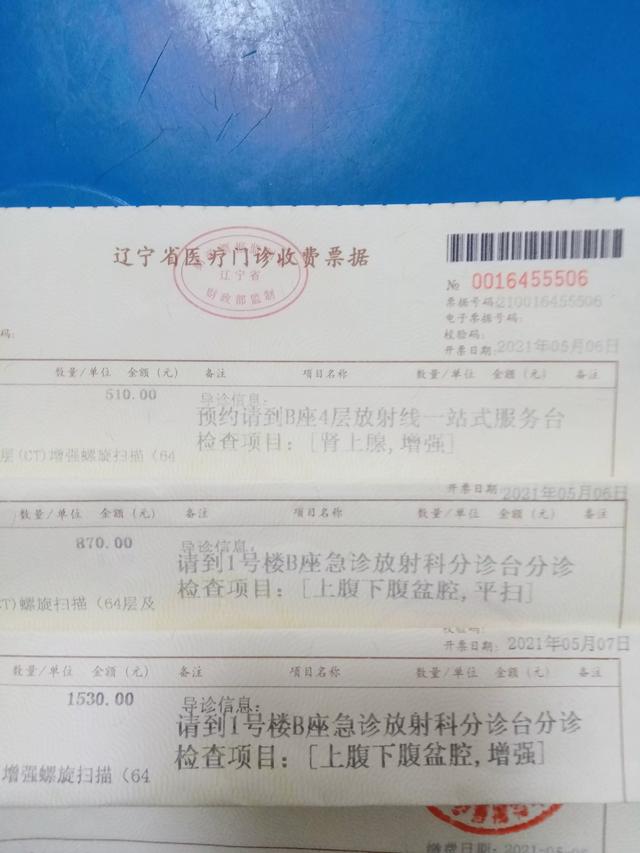 辽宁省医疗门诊收费票据
辽宁省
财政部监制
№ 0016455506
票据号码:210016455506
电子票据号码:
校验码:
开票日期:2021年05月06日
码:
数量/单位 金额(元) 备注 项目名称 数量/单位 金额(元) 备注
510.00 导诊信息:
预约请到B座4层放射线一站式服务台
检查项目:[肾上腺,增强]
层(CT)增强螺旋扫描(64
开票日期:2021年05月06日
数量/单位 金额(元) 备注 项目名称 数量/单位 金额(元) 备注
870.00 导诊信息:
请到1号楼B座急诊放射科分诊台分诊
检查项目:[上腹下腹盆腔,平扫]
CT)螺旋扫描(64层及
校验码:
开票日期:2021年05月07日
数量/单位 金额(元) 备注 项目名称 数量/单位 金额(元) 备注
1530.00 导诊信息:
请到1号楼B座急诊放射科分诊台分诊
检查项目:[上腹下腹盆腔,增强]
增强螺旋扫描(64
缴费日期:2021-05-06